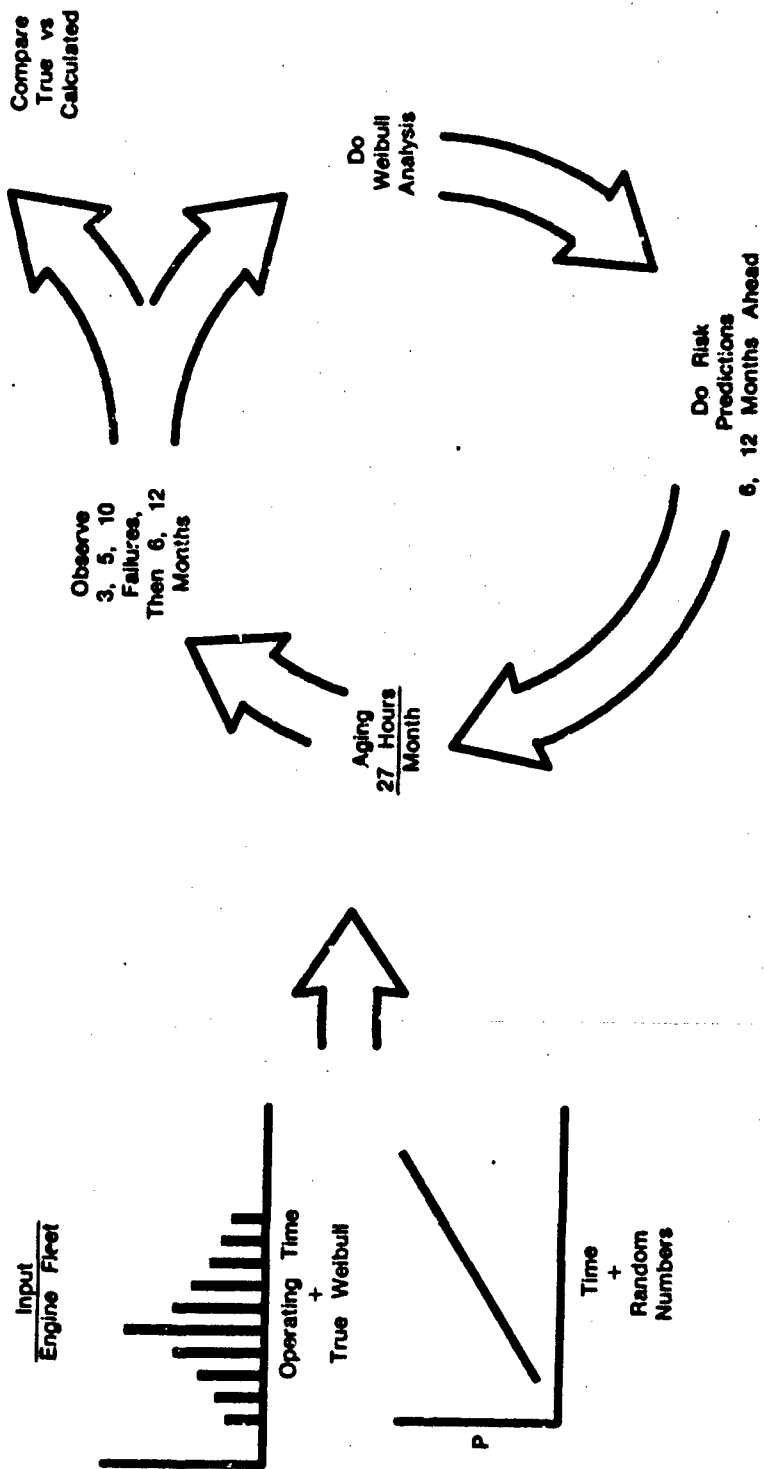 Input
Engine Fleet
Operating Time
+
True Weibull
P
Time
+
Random
Numbers
Aging
27 Hours
Month
Observe
3, 5, 10
Failures,
Then 6, 12
Months
Compare
True vs
Calculated
Do
Weibull
Analysis
Do Risk
Predictions
6, 12 Months Ahead